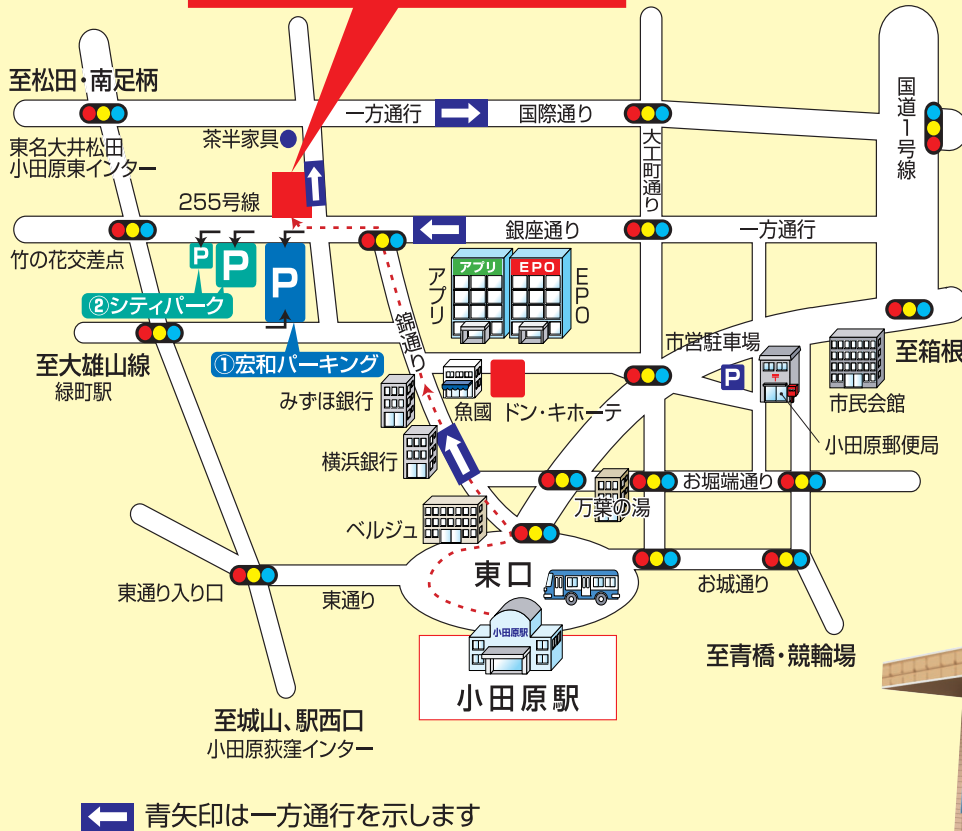 至松田・南足柄
東名大井松田
小田原東インター
茶半家具
一方通行
国際通り
大工町通り
国道1号線
255号線
竹の花交差点
銀座通り
一方通行
P
P
P
②シティパーク
①宏和パーキング
アプリ
アプリ
EPO
EPO
錦通り
至大雄山線
緑町駅
みずほ銀行
魚國
ドン・キホーテ
市営駐車場
P
市民会館
至箱根
小田原郵便局
横浜銀行
お堀端通り
万葉の湯
ベルジュ
東口
東通り入り口
東通り
お城通り
小田原駅
小田原駅
至青橋・競輪場
至城山、駅西口
小田原荻窪インター
青矢印は一方通行を示します